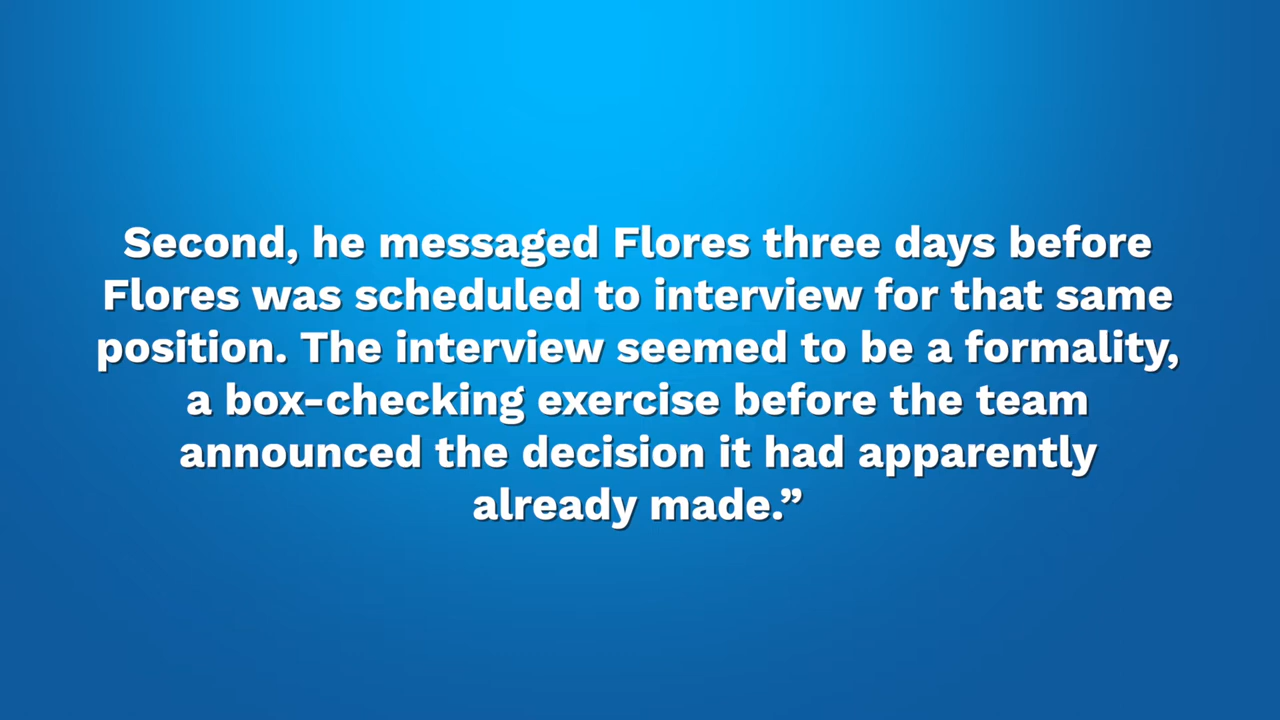 Second, he messaged Flores three days before
Flores was scheduled to interview for that same
position. The interview seemed to be a formality,
a box-checking exercise before the team
announced the decision it had apparently
already made.”